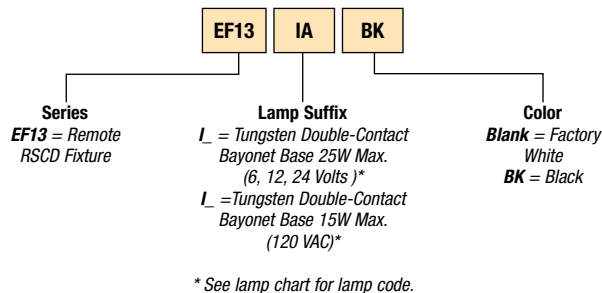 EF13 IA BK
Series
EF13 = Remote
RSCD Fixture
Lamp Suffix
I_ = Tungsten Double-Contact
Bayonet Base 25W Max.
(6, 12, 24 Volts )*
I_ =Tungsten Double-Contact
Bayonet Base 15W Max.
(120 VAC)*
Color
Blank = Factory
White
BK = Black
* See lamp chart for lamp code.